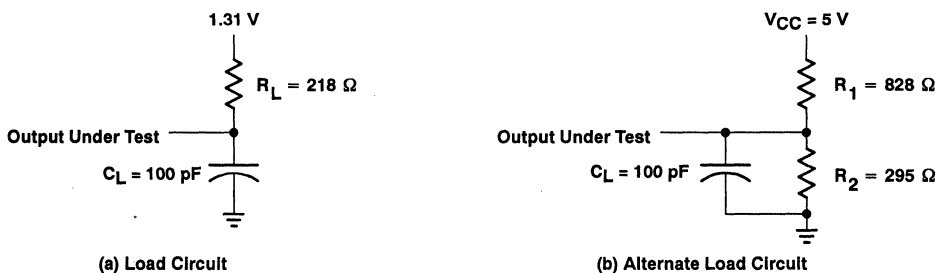 1.31 V
R_L = 218 Ω
Output Under Test
C_L = 100 pF
(a) Load Circuit
V_CC = 5 V
R_1 = 828 Ω
Output Under Test
C_L = 100 pF
R_2 = 295 Ω
(b) Alternate Load Circuit